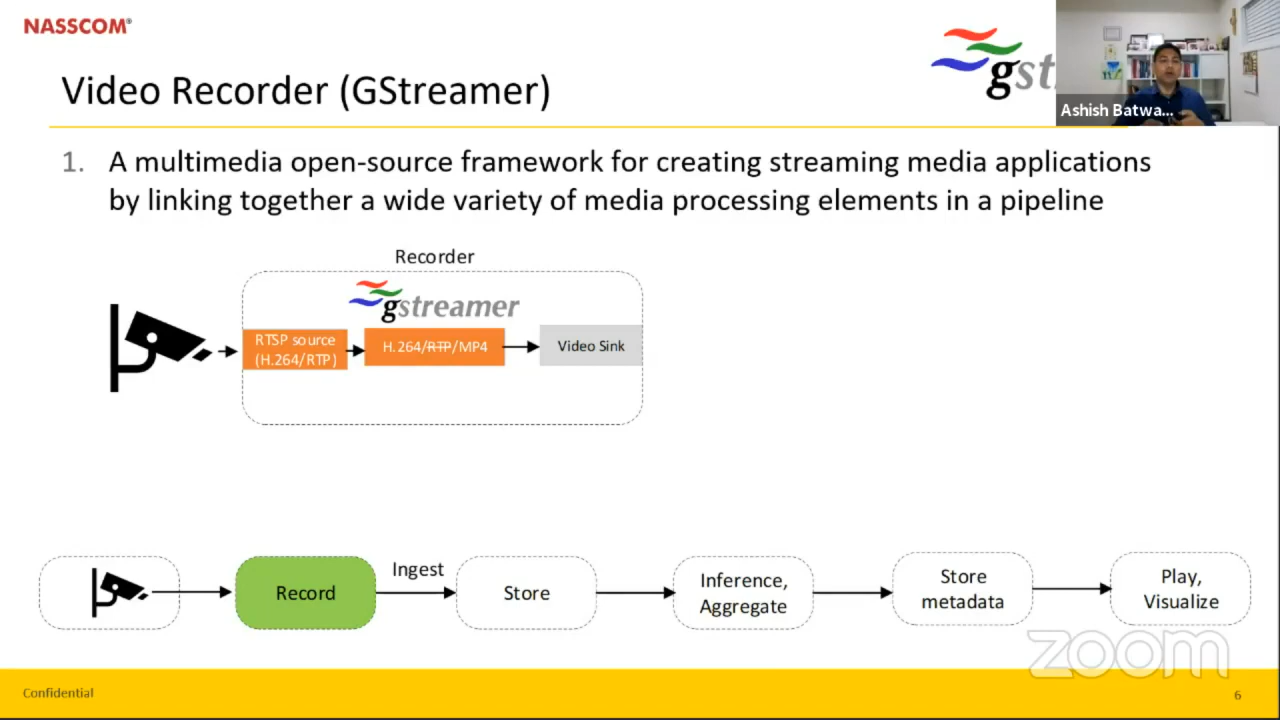 NASSCOM®
gst
Ashish Batwa...
Video Recorder (GStreamer)
1. A multimedia open-source framework for creating streaming media applications
by linking together a wide variety of media processing elements in a pipeline
Recorder
gstreamer
RTSP source
(H.264/RTP)
H.264/RTP/MP4
Video Sink
Record
Ingest
Store
Inference,
Aggregate
Store
metadata
Play,
Visualize
zoom
Confidential
6